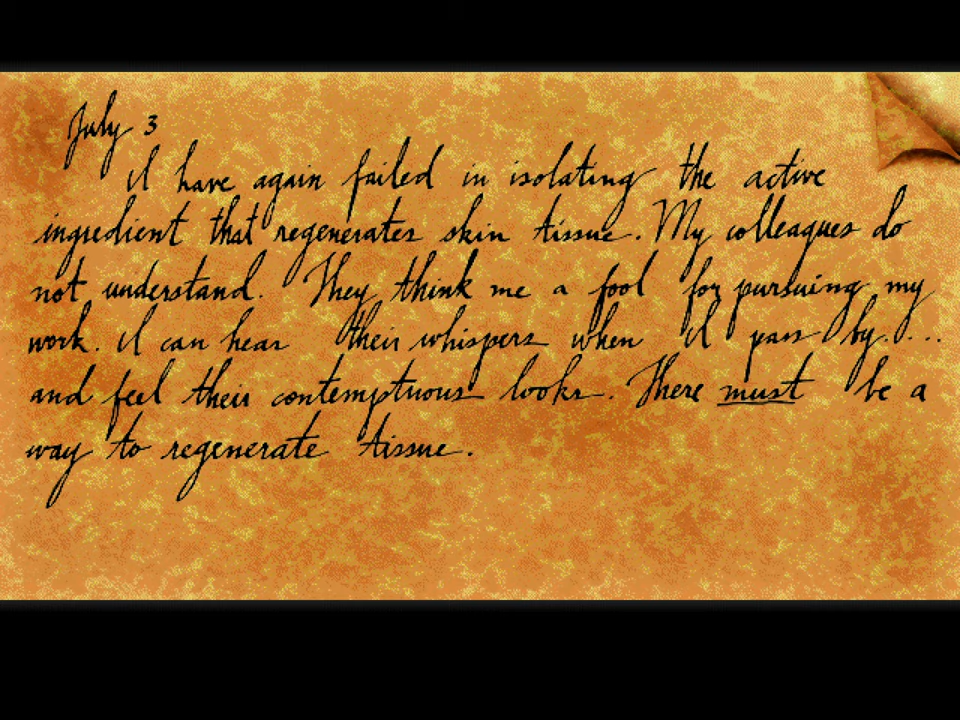 July 3
I have again failed in isolating the active
ingredient that regenerates skin tissue. My colleagues do
not understand. They think me a fool for pursuing my
work. I can hear their whispers when I pass by....
and feel their contemptuous looks. There must be a
way to regenerate tissue.